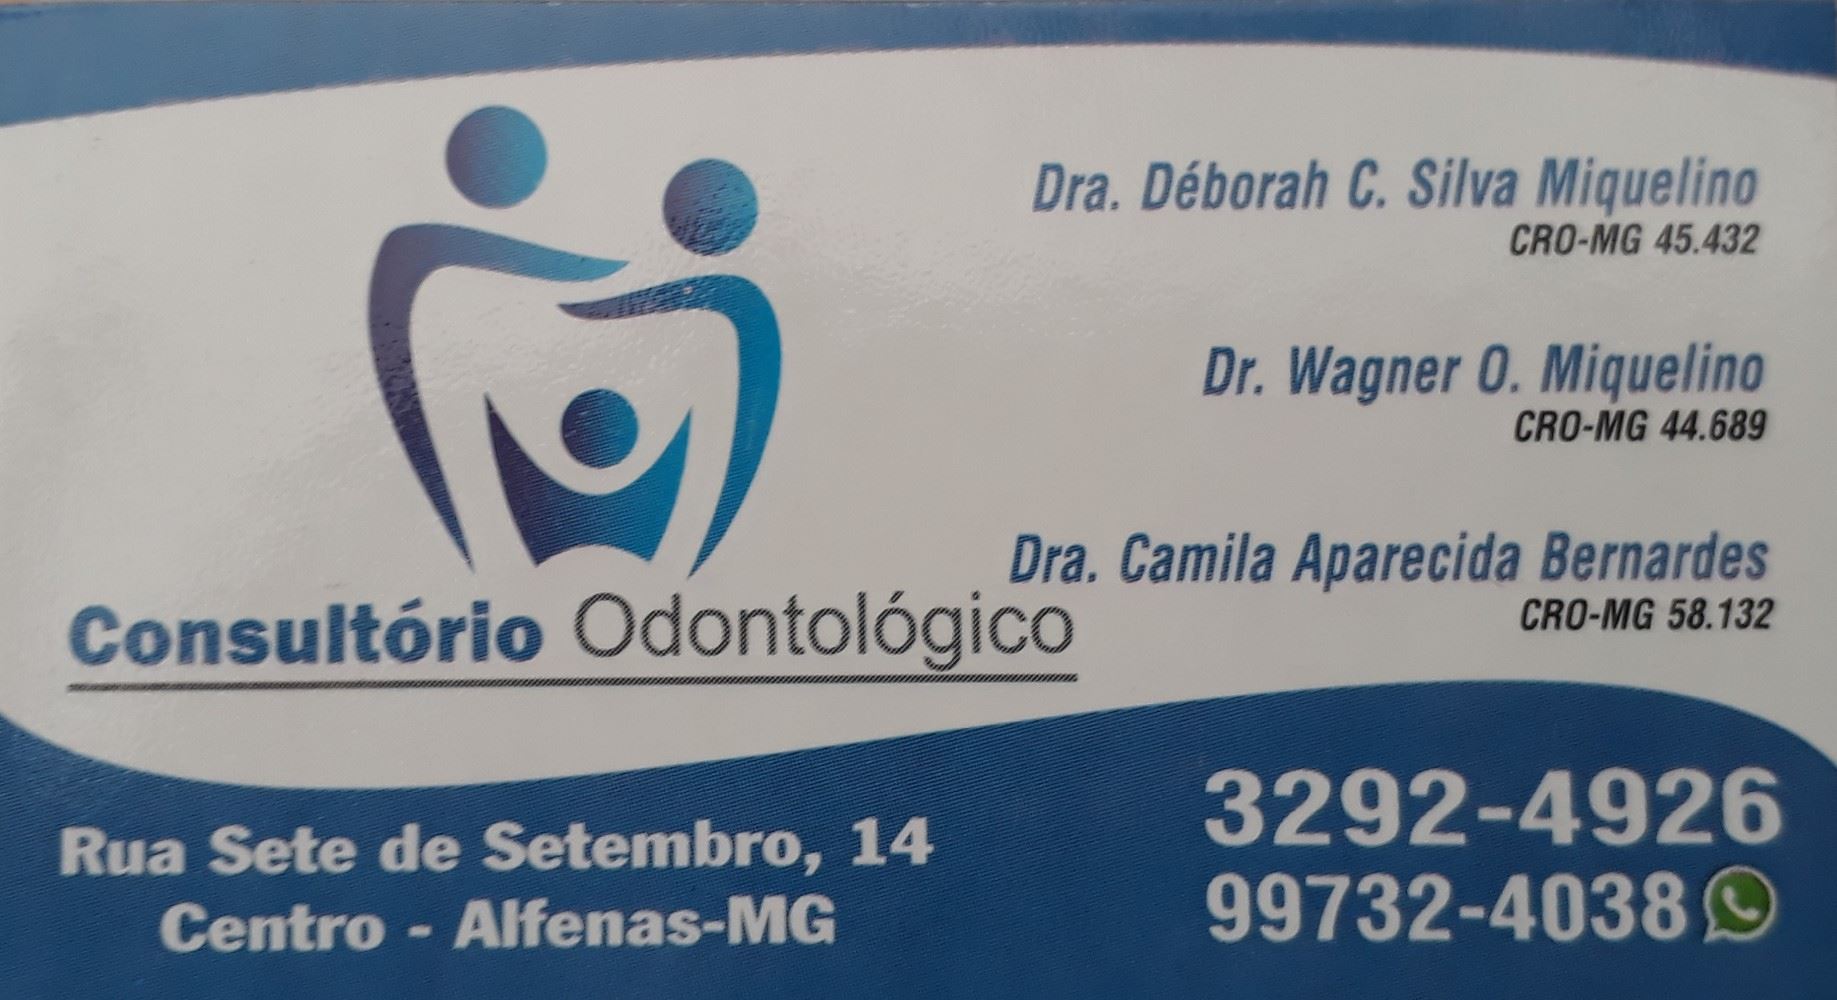 Dra. Déborah C. Silva Miquelino
CRO-MG 45.432
Dr. Wagner O. Miquelino
CRO-MG 44.689
Dra. Camila Aparecida Bernardes
CRO-MG 58.132
Consultório Odontológico
Rua Sete de Setembro, 14
Centro - Alfenas-MG
3292-4926
99732-4038